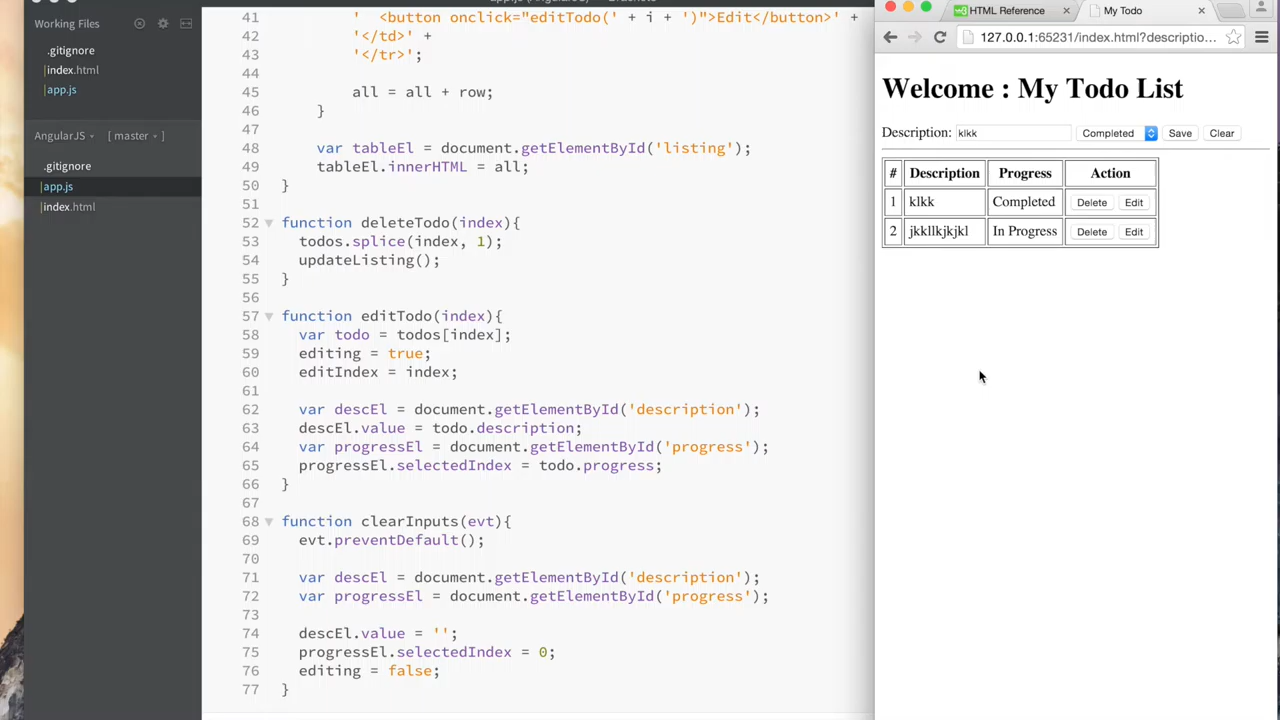 Working Files
.gitignore
index.html
app.js
AngularJS
[ master ]
.gitignore
app.js
index.html
41 '  <button onclick="editTodo(' + i + ')">Edit</button>' +
42 '</td>' +
43 '</tr>';
44
45 all = all + row;
46 }
47
48 var tableEl = document.getElementById('listing');
49 tableEl.innerHTML = all;
50 }
51
52 function deleteTodo(index){
53 todos.splice(index, 1);
54 updateListing();
55 }
56
57 function editTodo(index){
58 var todo = todos[index];
59 editing = true;
60 editIndex = index;
61
62 var descEl = document.getElementById('description');
63 descEl.value = todo.description;
64 var progressEl = document.getElementById('progress');
65 progressEl.selectedIndex = todo.progress;
66 }
67
68 function clearInputs(evt){
69 evt.preventDefault();
70
71 var descEl = document.getElementById('description');
72 var progressEl = document.getElementById('progress');
73
74 descEl.value = '';
75 progressEl.selectedIndex = 0;
76 editing = false;
77 }
HTML Reference
My Todo
127.0.0.1:65231/index.html?descriptio...
Welcome : My Todo List
Description: klkk Completed Save Clear
# Description Progress Action
1 klkk Completed Delete Edit
2 jkkllkjkjkl In Progress Delete Edit